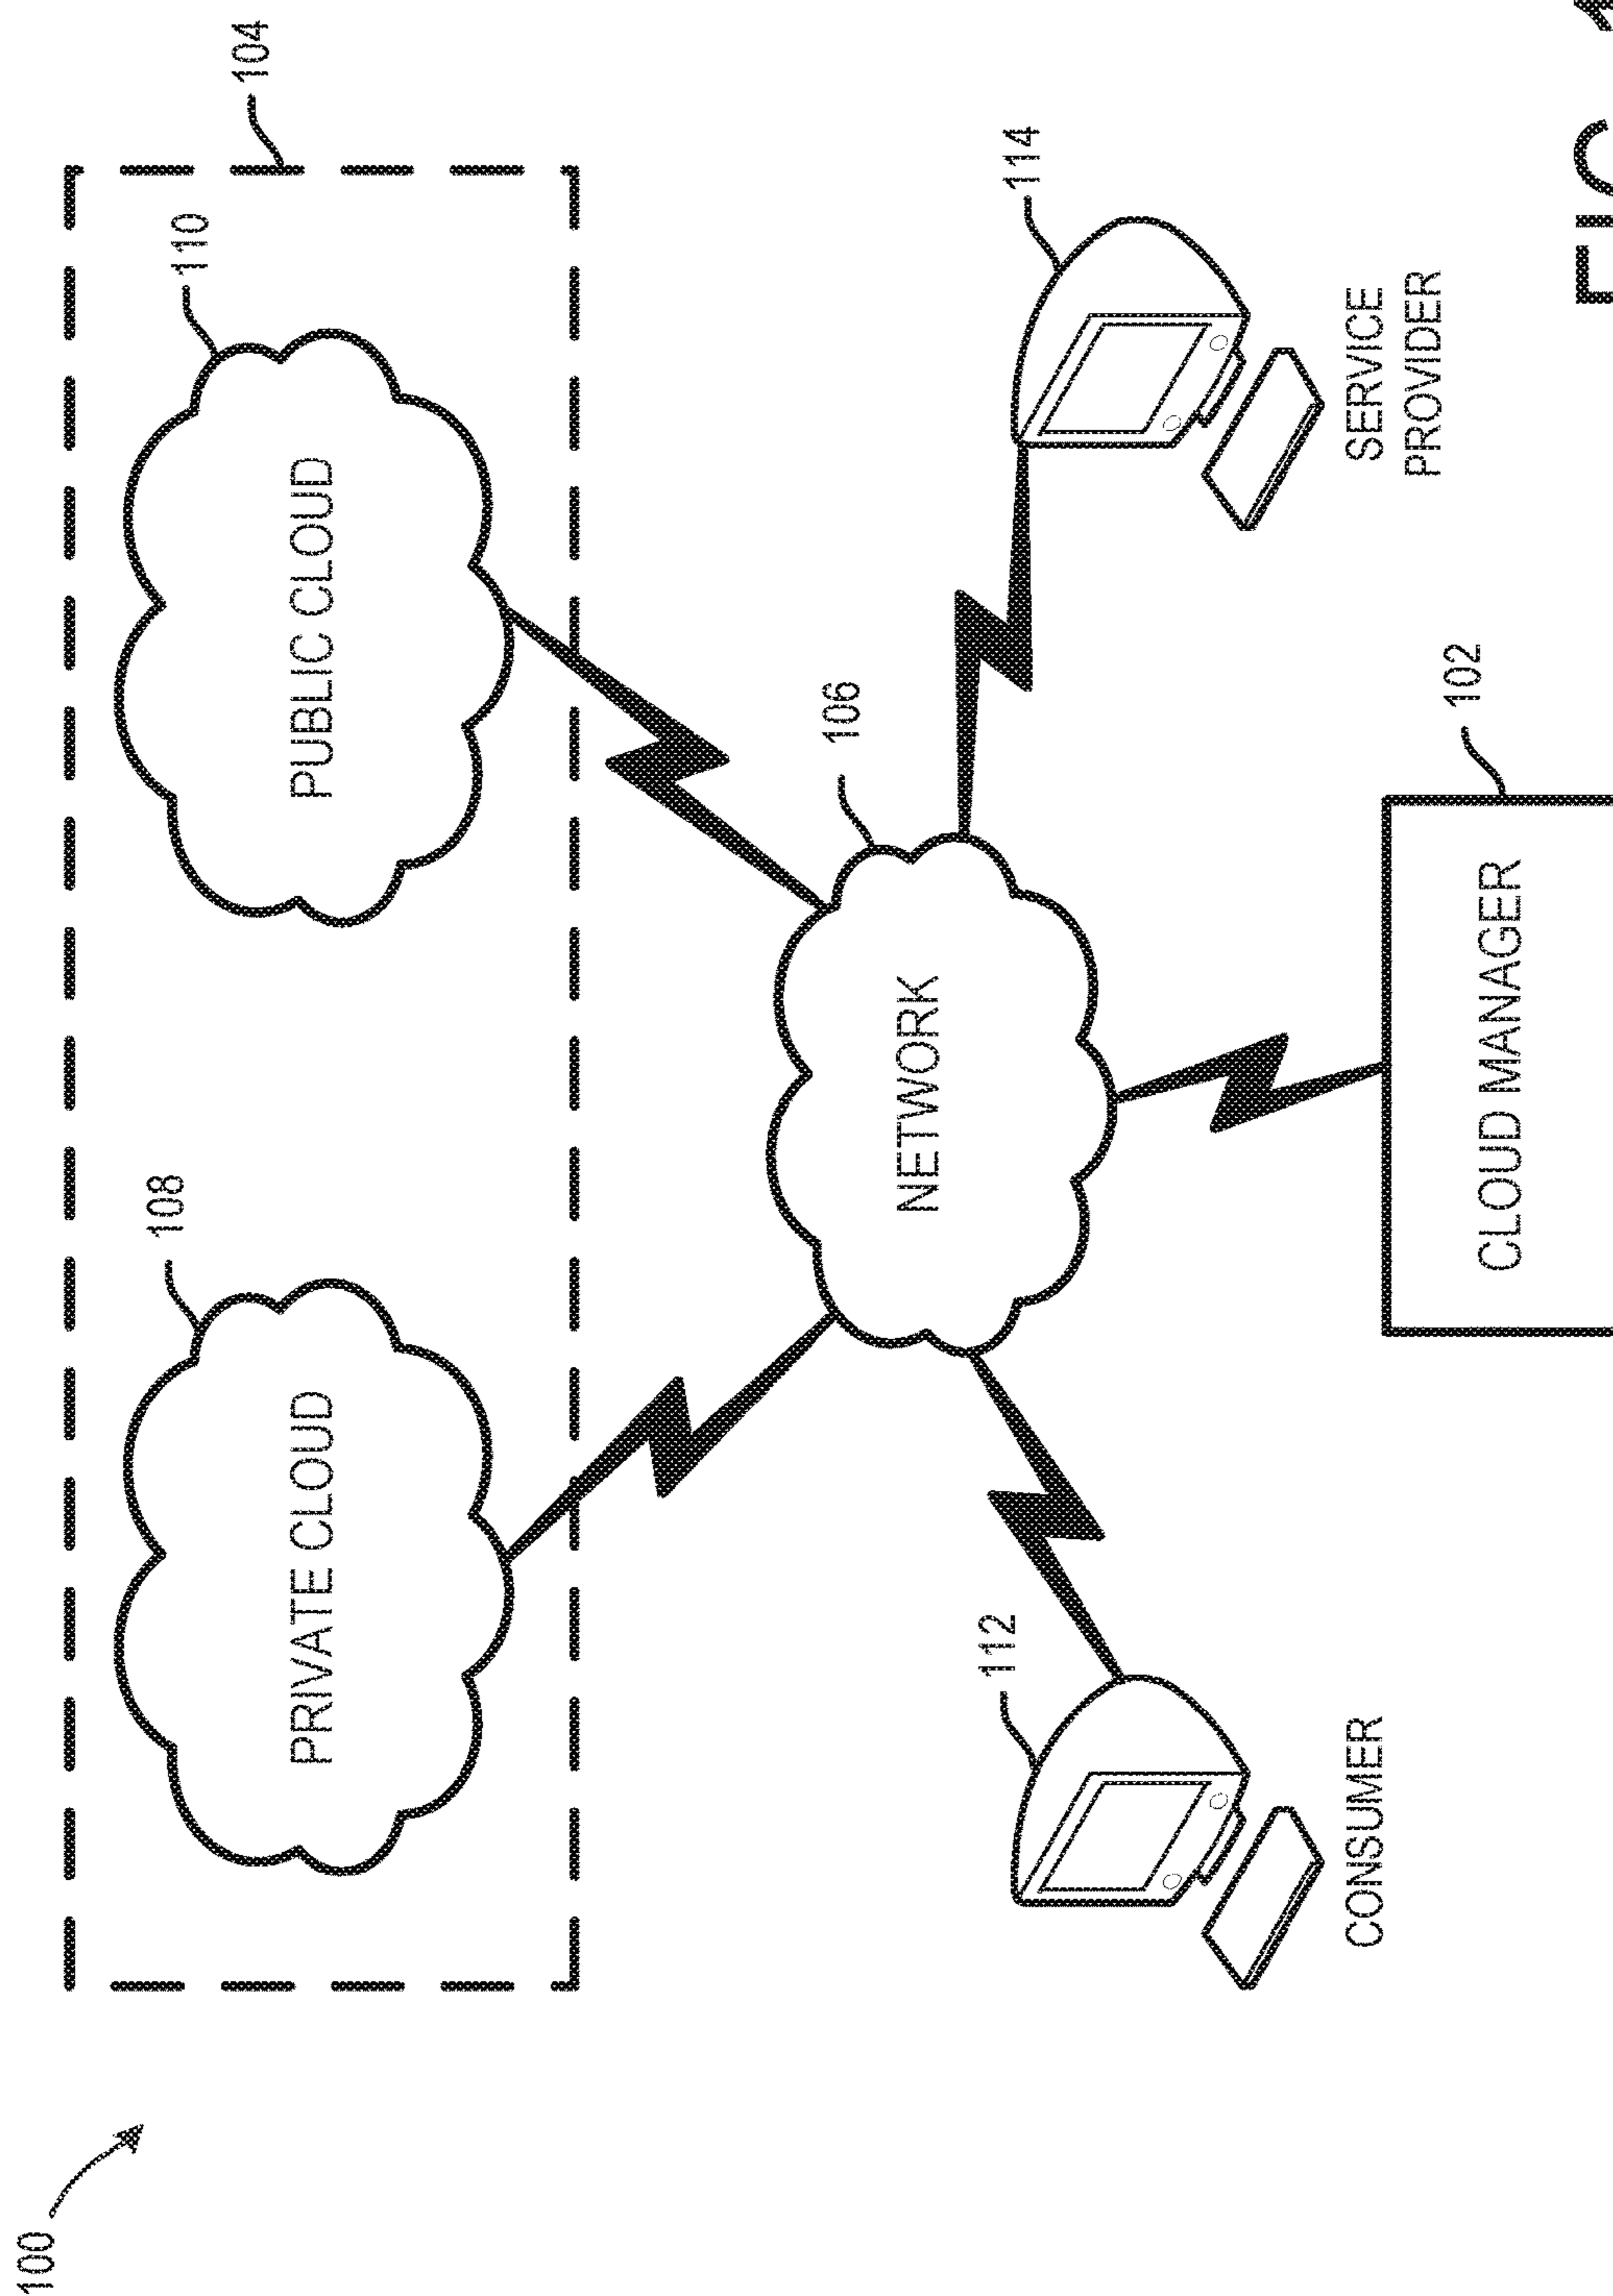 100
104
108
110
PRIVATE CLOUD
PUBLIC CLOUD
106
NETWORK
112
114
CONSUMER
SERVICE
PROVIDER
102
CLOUD MANAGER